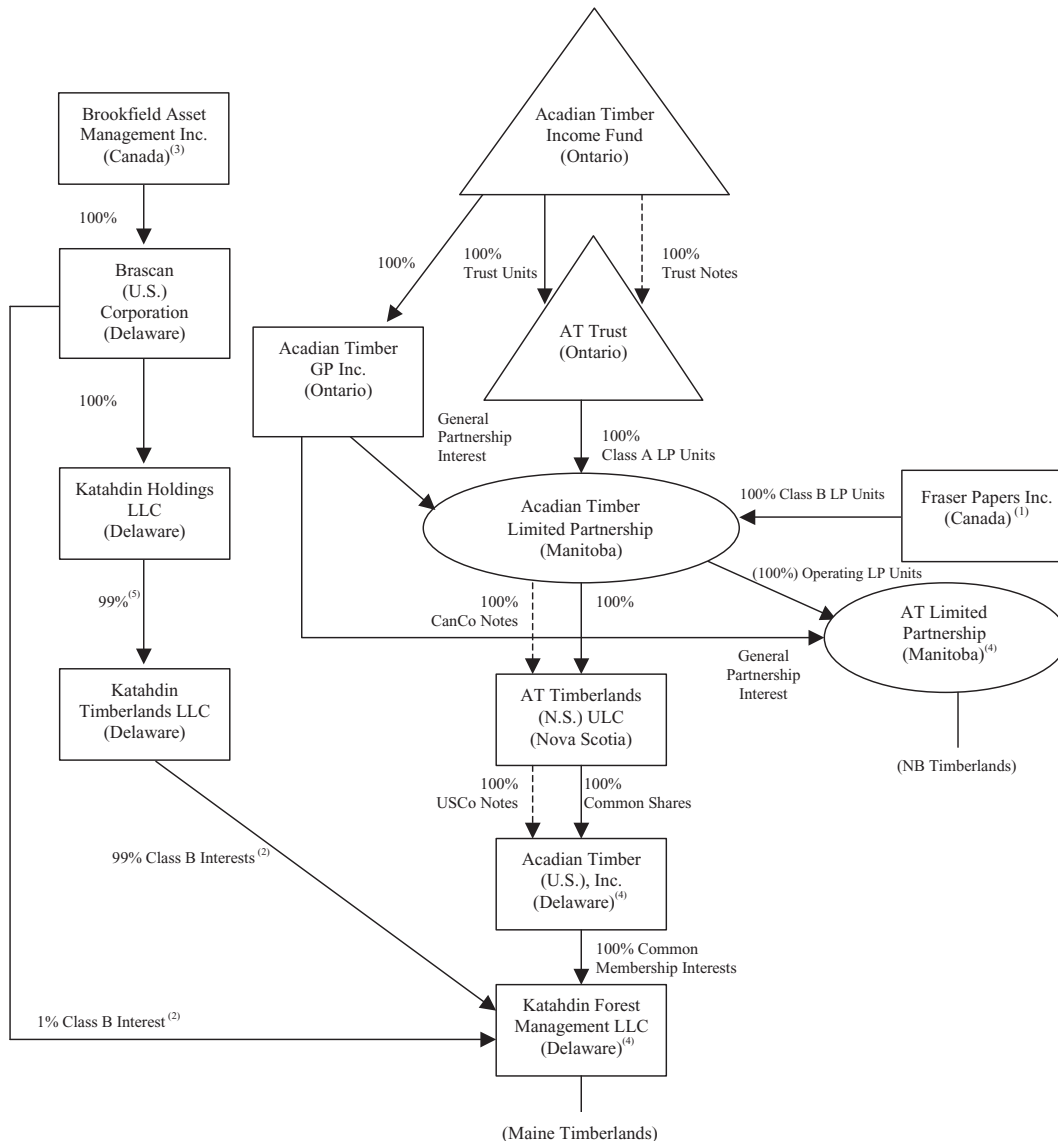 Brookfield Asset
Management Inc.
(Canada)(3)
100%
Brascan
(U.S.)
Corporation
(Delaware)
100%
Katahdin Holdings
LLC
(Delaware)
99%(5)
Katahdin
Timberlands LLC
(Delaware)
99% Class B Interests(2)
1% Class B Interest(2)
Acadian Timber
Income Fund
(Ontario)
100%
100%
Trust Units
100%
Trust Notes
Acadian Timber
GP Inc.
(Ontario)
AT Trust
(Ontario)
General
Partnership
Interest
100%
Class A LP Units
Acadian Timber
Limited Partnership
(Manitoba)
100% Class B LP Units
Fraser Papers Inc.
(Canada)(1)
(100%) Operating LP Units
AT Limited
Partnership
(Manitoba)(4)
General
Partnership
Interest
(NB Timberlands)
100%
CanCo Notes
100%
AT Timberlands
(N.S.) ULC
(Nova Scotia)
100%
USCo Notes
100%
Common Shares
Acadian Timber
(U.S.), Inc.
(Delaware)(4)
100% Common
Membership Interests
Katahdin Forest
Management LLC
(Delaware)(4)
(Maine Timberlands)